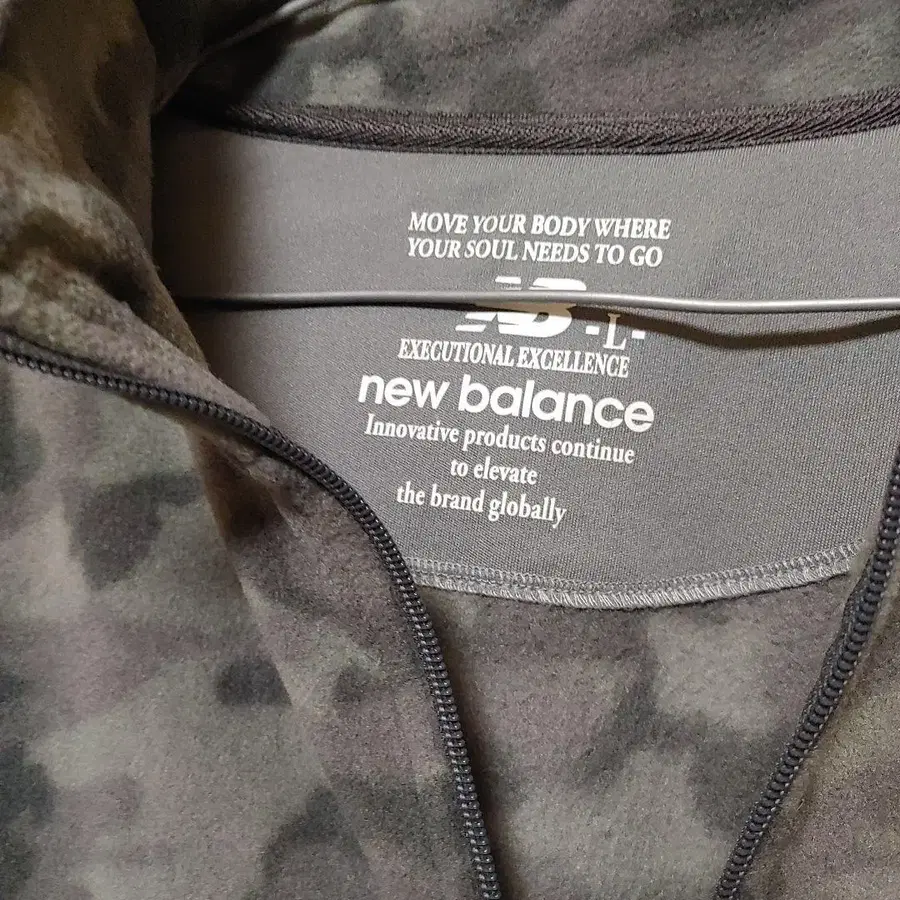 MOVE YOUR BODY WHERE
YOUR SOUL NEEDS TO GO
NB -L-
EXECUTIONAL EXCELLENCE
new balance
Innovative products continue
to elevate
the brand globally